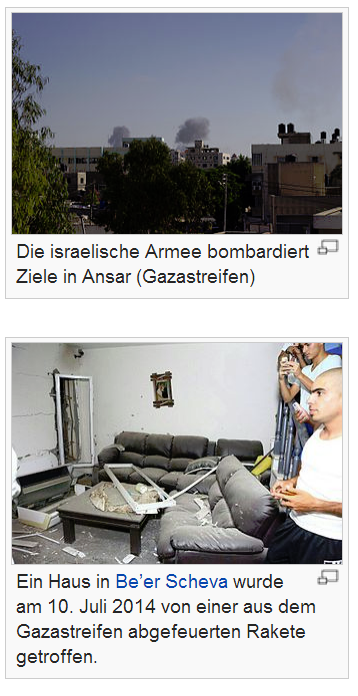 Die israelische Armee bombardiert
Ziele in Ansar (Gazastreifen)
Ein Haus in Be'er Scheva wurde
am 10. Juli 2014 von einer aus dem
Gazastreifen abgefeuerten Rakete
getroffen.